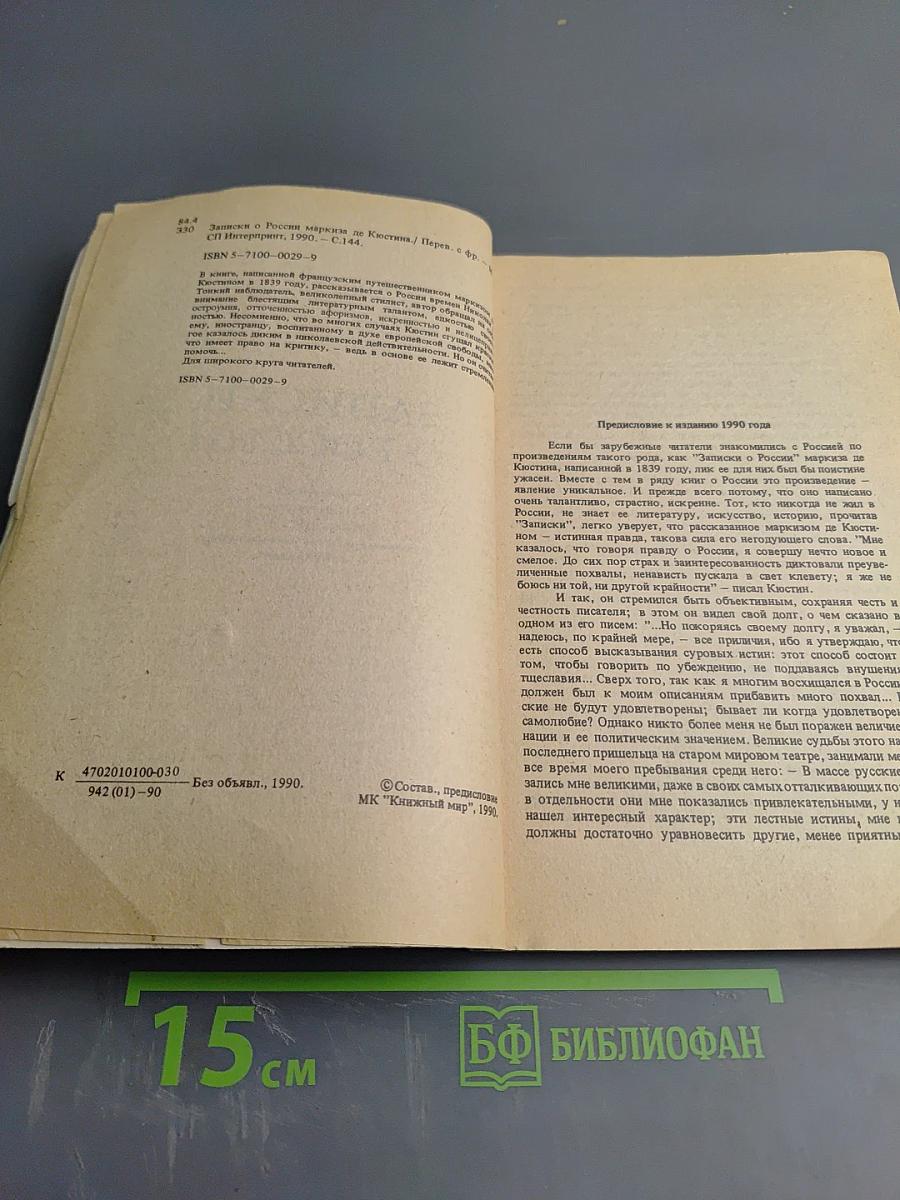 84.4
З30
Записки о России маркиза де Кюстина./ Перев. с фр. —
СП Интерпринт, 1990. — С.144.
ISBN 5—7100—0029—9
В книге, написанной французским путешественником маркизом
Кюстином в 1839 году, рассказывается о России времен Николая
Тонкий наблюдатель, великолепный стилист, автор обращал на
внимание блестящим литературным талантом, едкостью
остроумия, отточенностью афоризмов, искренностью и
ностью. Несомненно, что во многих случаях Кюстин сгущал
ему, иностранцу, воспитанному в духе европейской свободы,
гое казалось диким в николаевской действительности. Но он
что имеет право на критику, — ведь в основе ее лежит
помочь...
Для широкого круга читателей.
ISBN 5—7100—0029—9
К 4702010100-030
942 (01)—90
Без объявл., 1990.
©Состав., предисловие
МК "Книжный мир", 1990.
Предисловие к изданию 1990 года
Если бы зарубежные читатели знакомились с Россией по
произведениям такого рода, как "Записки о России" маркиза де
Кюстина, написанной в 1839 году, лик ее для них был бы поистине
ужасен. Вместе с тем в ряду книг о России это произведение —
явление уникальное. И прежде всего потому, что оно написано
очень талантливо, страстно, искренне. Тот, кто никогда не жил в
России, не знает ее литературу, искусство, историю, прочитав
"Записки", легко уверует, что рассказанное маркизом де Кюсти-
ном — истинная правда, такова сила его негодующего слова. "Мне
казалось, что говоря правду о России, я совершу нечто новое и
смелое. До сих пор страх и заинтересованность диктовали преуве-
личенные похвалы, ненависть пускала в свет клевету; я же не
боюсь ни той, ни другой крайности" — писал Кюстин.
И так, он стремился быть объективным, сохраняя честь и
честность писателя; в этом он видел свой долг, о чем сказано в
одном из его писем: "...Но покоряясь своему долгу, я уважал, —
надеюсь, по крайней мере, — все приличия, ибо я утверждаю, что
есть способ высказывания суровых истин: этот способ состоит
том, чтобы говорить по убеждению, не поддаваясь внушения
тщеславия... Сверх того, так как я многим восхищался в России
должен был к моим описаниям прибавить много похвал...
ские не будут удовлетворены; бывает ли когда удовлетворен
самолюбие? Однако никто более меня не был поражен величие
нации и ее политическим значением. Великие судьбы этого на
последнего пришельца на старом мировом театре, занимали ме
все время моего пребывания среди него: — В массе русские
зались мне великими, даже в своих самых отталкивающих по
в отдельности они мне показались привлекательными, у н
нашел интересный характер; эти лестные истины, мне
должны достаточно уравновесить другие, менее приятны
15 см
БФ БИБЛИОФАН